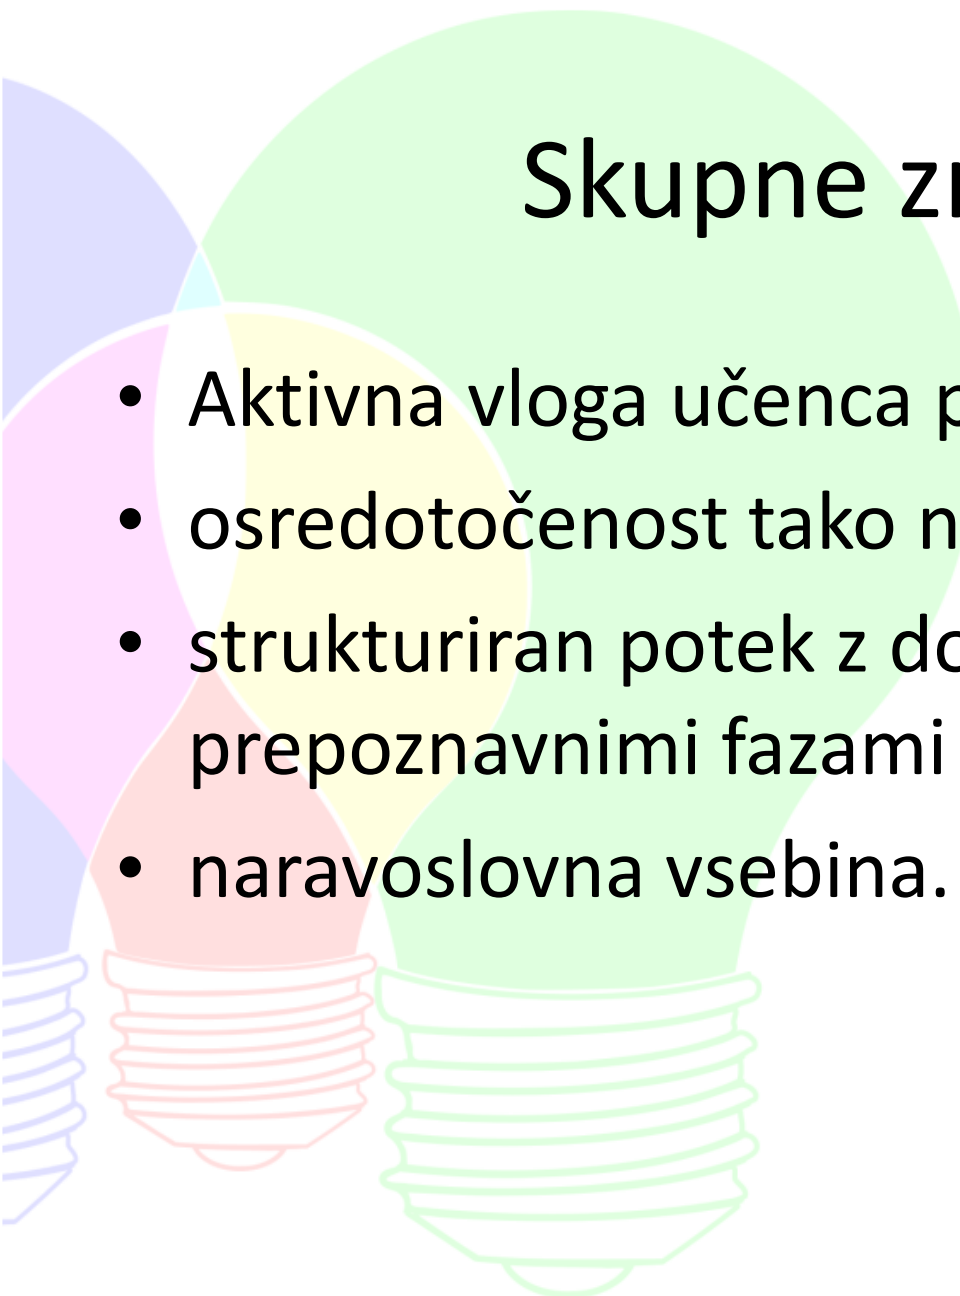 Skupne
• Aktivna vloga učenca
• osredotočenost tako
• strukturiran potek z
prepoznavnimi fazami
• naravoslovna vsebina.